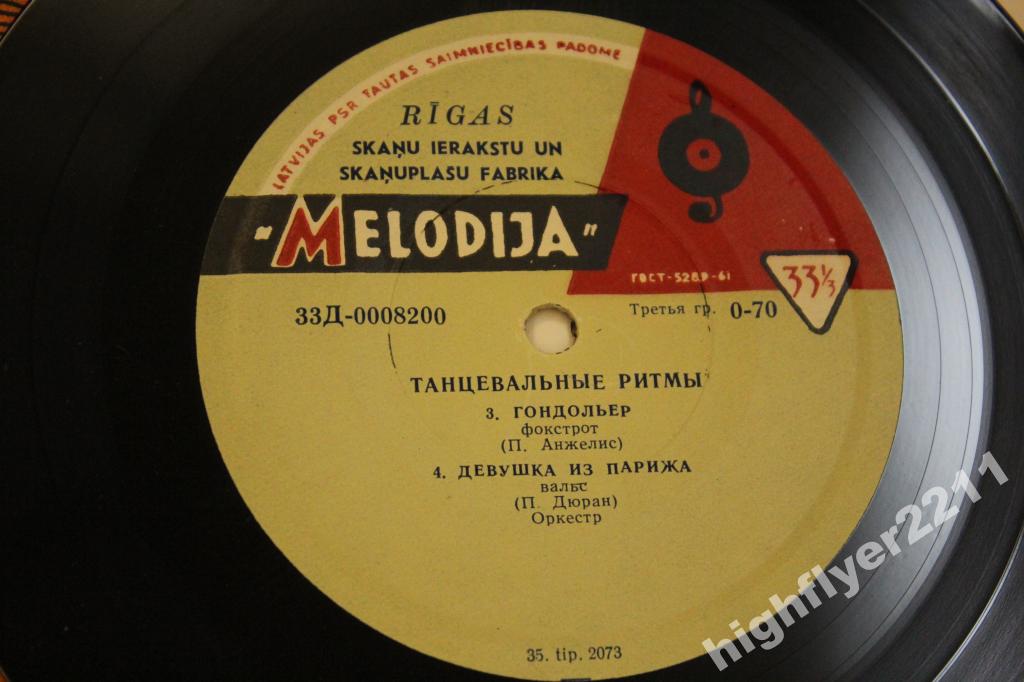 LATVIJAS PSR TAUTAS SAIMNIECĪBAS PADOME
RĪGAS
SKAŅU IERAKSTU UN
SKAŅUPLAŠU FABRIKA
"MELODIJA"
ГОСТ-5289-61
33⅓
33Д-0008200
Третья гр. 0-70
ТАНЦЕВАЛЬНЫЕ РИТМЫ
3. ГОНДОЛЬЕР
фокстрот
(П. Анжелис)
4. ДЕВУШКА ИЗ ПАРИЖА
вальс
(П. Дюран)
Оркестр
35. tip. 2073
highflyer2211